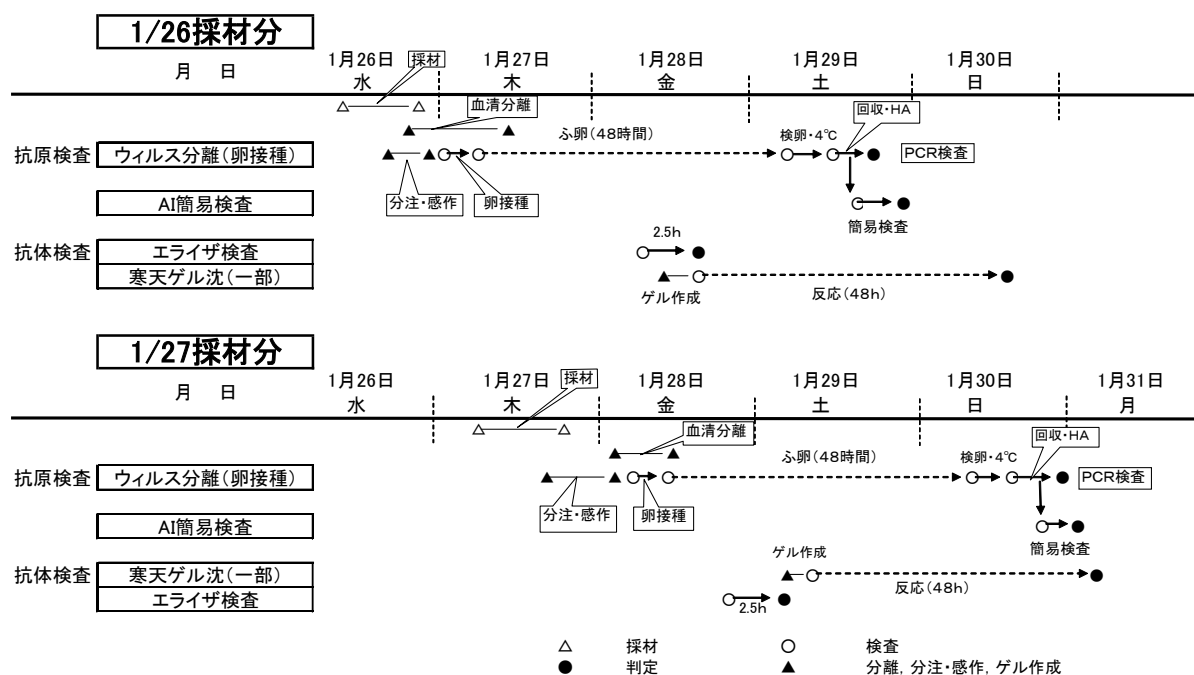 1/26採材分
月 日
1月26日 1月27日 1月28日 1月29日 1月30日
水 木 金 土 日
採材
血清分離
回収・HA
ふ卵(48時間)
検卵・4℃
抗原検査 ウィルス分離(卵接種)
PCR検査
分注・感作 卵接種
AI簡易検査
簡易検査
抗体検査 エライザ検査
2.5h
寒天ゲル沈(一部)
ゲル作成
反応(48h)
1/27採材分
月 日
1月26日 1月27日 1月28日 1月29日 1月30日 1月31日
水 木 金 土 日 月
採材
血清分離
回収・HA
ふ卵(48時間)
検卵・4℃
抗原検査 ウィルス分離(卵接種)
PCR検査
分注・感作 卵接種
AI簡易検査
簡易検査
ゲル作成
抗体検査 寒天ゲル沈(一部)
反応(48h)
エライザ検査
2.5h
△ 採材 ○ 検査
● 判定 ▲ 分離,分注・感作,ゲル作成